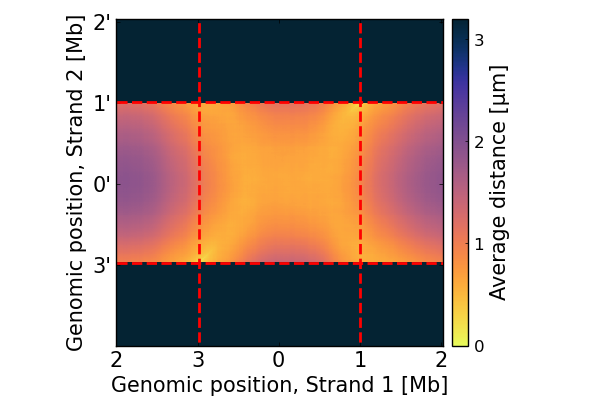 2'
1'
0'
3'
Genomic position, Strand 2 [Mb]
2 3 0 1 2
Genomic position, Strand 1 [Mb]
3
2
1
0
Average distance [μm]